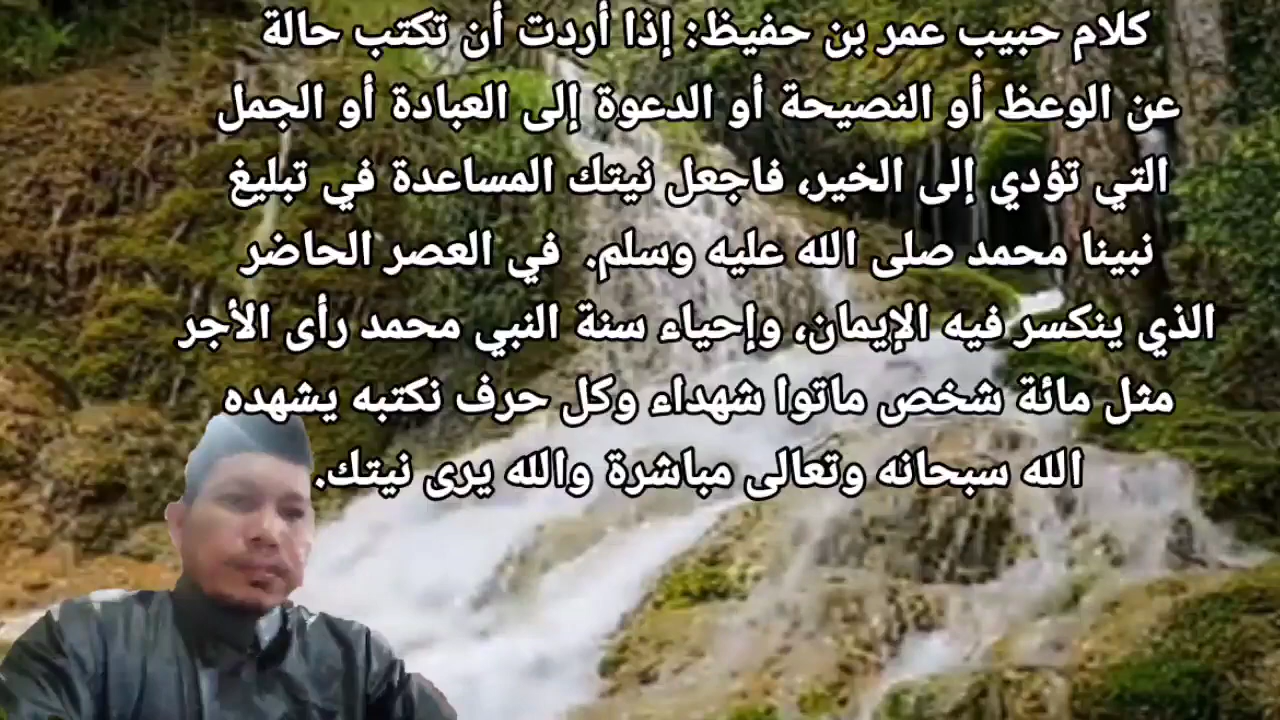 كلام حبيب عمر بن حفيظ: إذا أردت أن تكتب حالة
عن الوعظ أو النصيحة أو الدعوة إلى العبادة أو الجمل
التي تؤدي إلى الخير، فاجعل نيتك المساعدة في تبليغ
نبينا محمد صلى الله عليه وسلم. في العصر الحاضر
الذي ينكسر فيه الإيمان، وإحياء سنة النبي محمد رأى الأجر
مثل مائة شخص ماتوا شهداء وكل حرف نكتبه يشهده
الله سبحانه وتعالى مباشرة والله يرى نيتك.